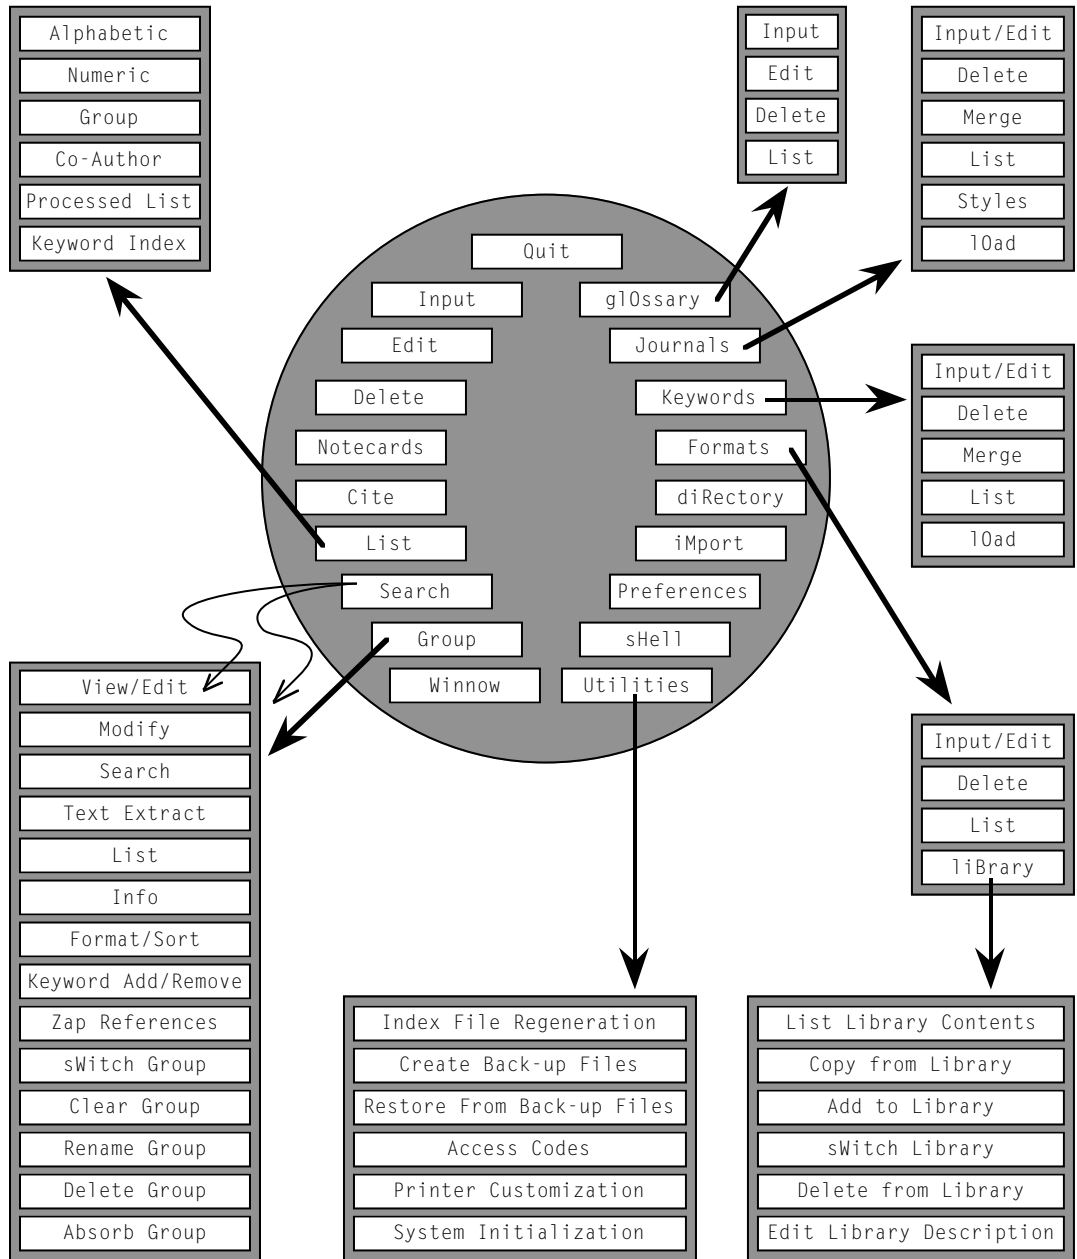 Alphabetic
Numeric
Group
Co-Author
Processed List
Keyword Index
Input
Edit
Delete
List
Input/Edit
Delete
Merge
List
Styles
lOad
Quit
Input
Edit
Delete
Notecards
Cite
List
Search
Group
Winnow
glOssary
Journals
Keywords
Formats
diRectory
iMport
Preferences
sHell
Utilities
Input/Edit
Delete
Merge
List
lOad
View/Edit
Modify
Search
Text Extract
List
Info
Format/Sort
Keyword Add/Remove
Zap References
sWitch Group
Clear Group
Rename Group
Delete Group
Absorb Group
Index File Regeneration
Create Back-up Files
Restore From Back-up Files
Access Codes
Printer Customization
System Initialization
Input/Edit
Delete
List
liBrary
List Library Contents
Copy from Library
Add to Library
sWitch Library
Delete from Library
Edit Library Description